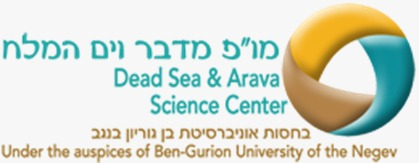 מו"פ מדבר וים המלח
Dead Sea & Arava
Science Center
בחסות אוניברסיטת בן גוריון בנגב
Under the auspices of Ben-Gurion University of the Negev